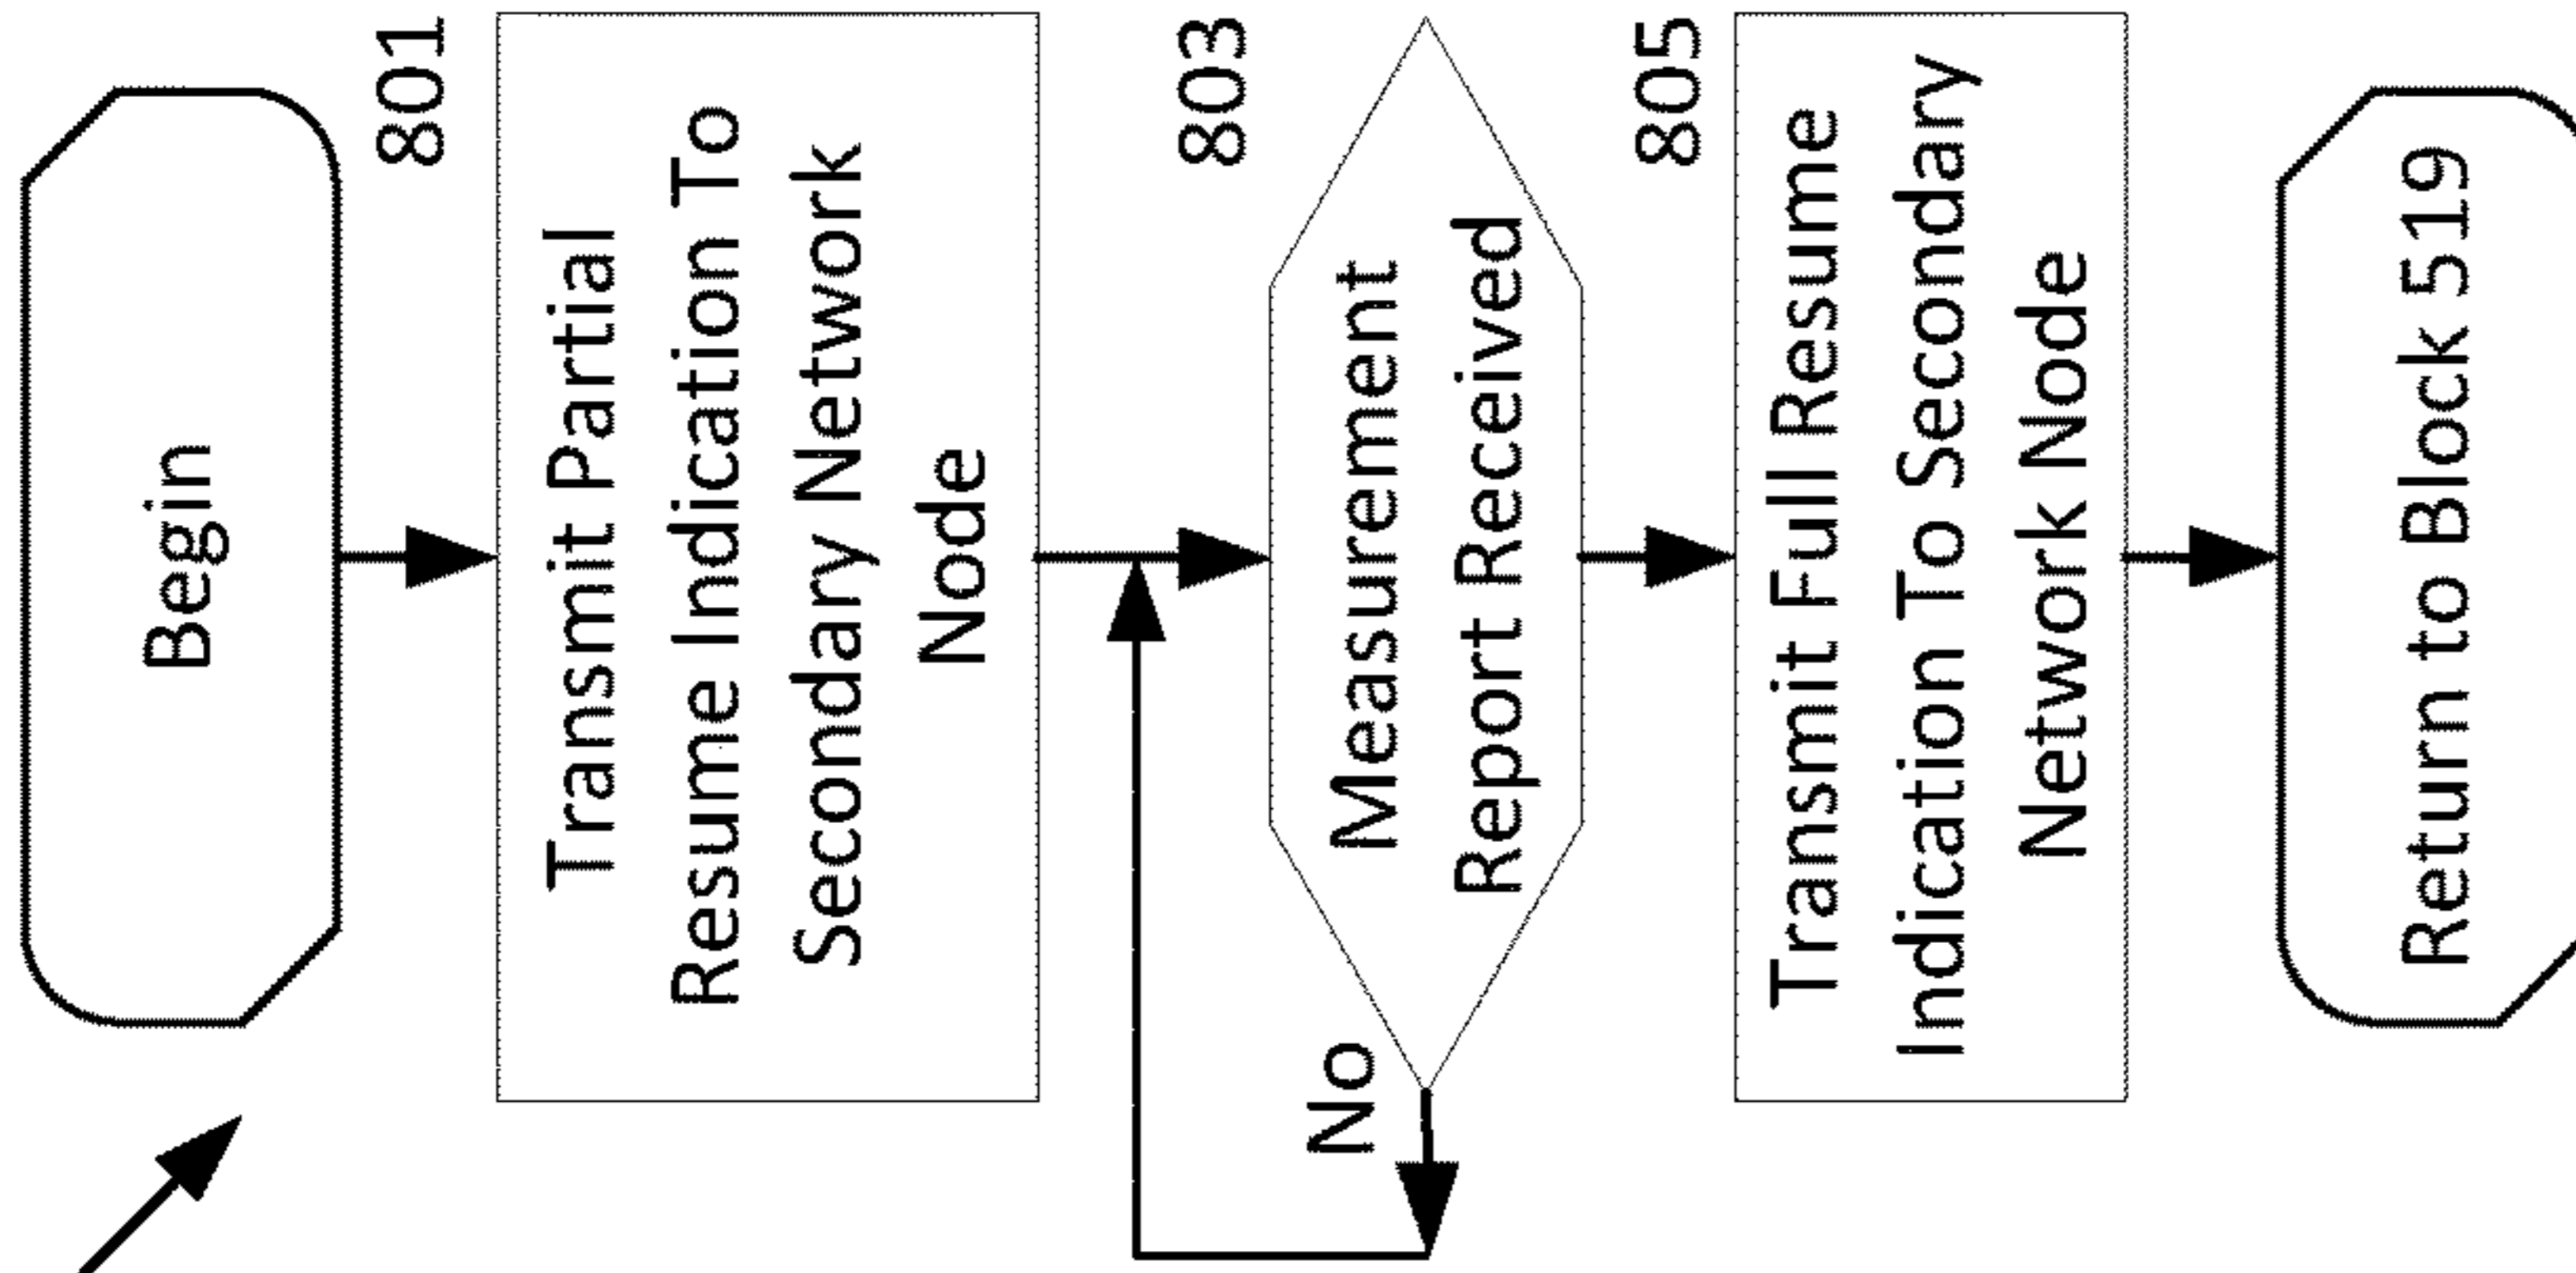 Begin
801
Transmit Partial
Resume Indication To
Secondary Network
Node
803
Measurement
Report Received
No
805
Transmit Full Resume
Indication To Secondary
Network Node
Return to Block 519